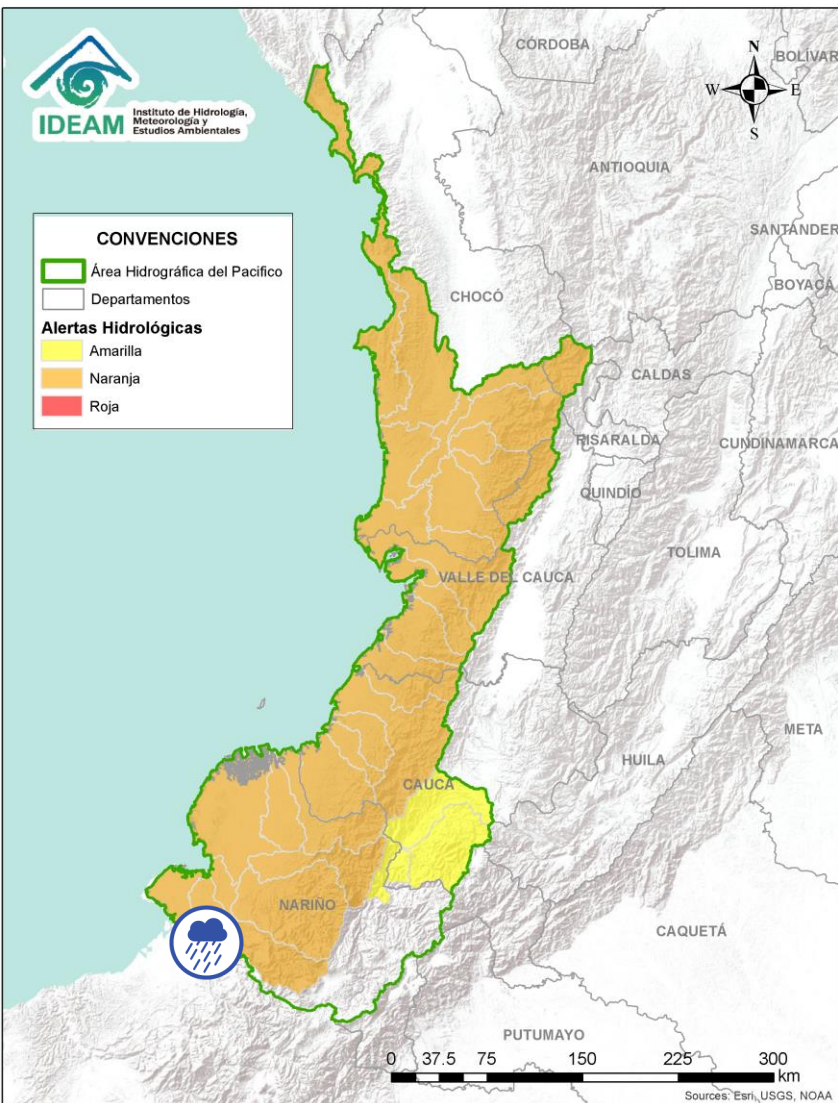 IDEAM
Instituto de Hidrología,
Meteorología y
Estudios Ambientales
N
W
E
S
CÓRDOBA
BOLÍVAR
ANTIOQUIA
SANTANDER
BOYACÁ
CHOCÓ
CALDAS
RISARALDA
CUNDINAMARCA
QUINDÍO
TOLIMA
VALLE DEL CAUCA
META
HUILA
CAUCA
NARIÑO
CAQUETÁ
PUTUMAYO
CONVENCIONES
Área Hidrográfica del Pacifico
Departamentos
Alertas Hidrológicas
Amarilla
Naranja
Roja
0 37.5 75 150 225 300
km
Sources: Esri, USGS, NOAA